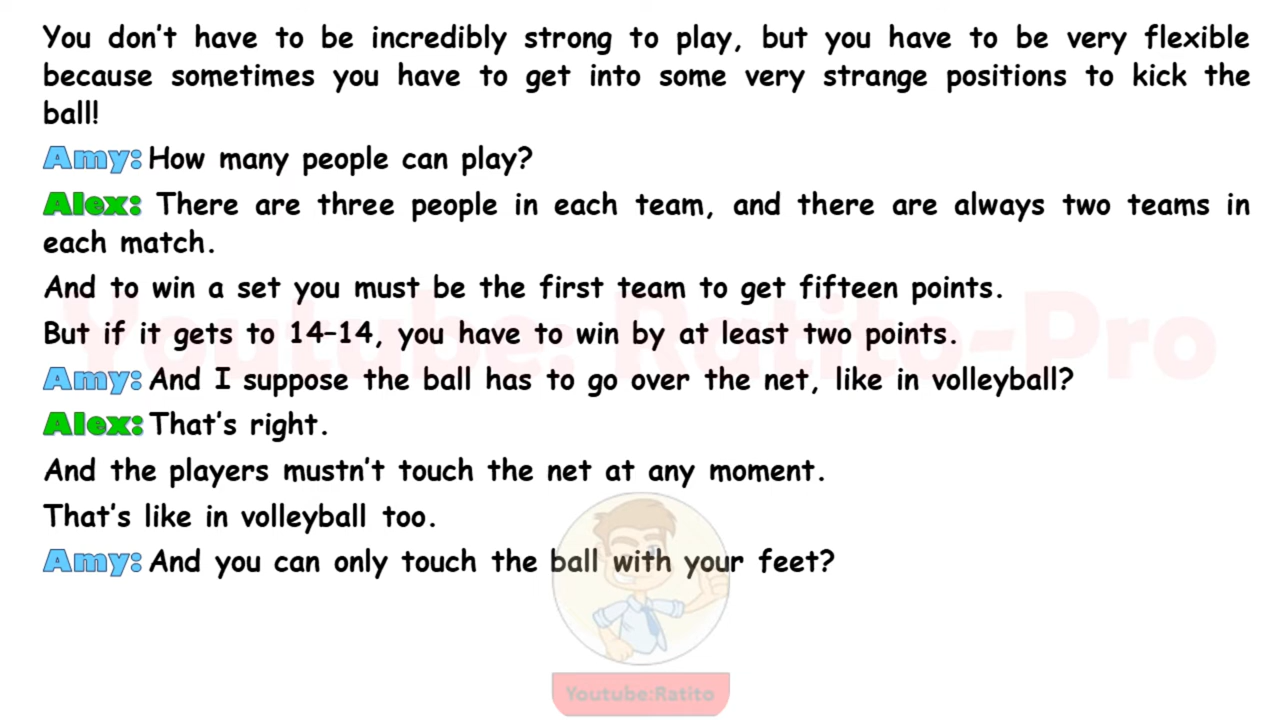 You don't have to be incredibly strong to play, but you have to be very flexible
because sometimes you have to get into some very strange positions to kick the
ball!
Amy: How many people can play?
Alex: There are three people in each team, and there are always two teams in
each match.
And to win a set you must be the first team to get fifteen points.
Youtube: Ratito-Pro
But if it gets to 14–14, you have to win by at least two points.
Amy: And I suppose the ball has to go over the net, like in volleyball?
Alex: That's right.
And the players mustn't touch the net at any moment.
That's like in volleyball too.
Amy: And you can only touch the ball with your feet?
Youtube:Ratito